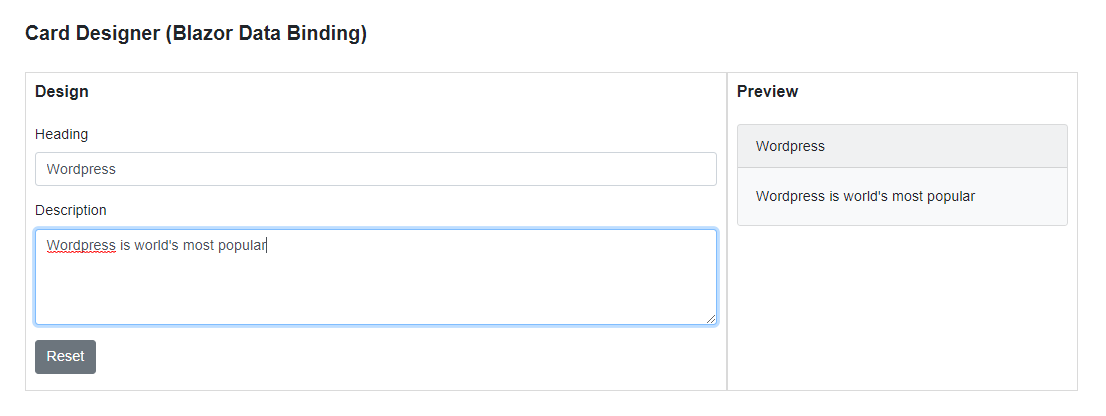 Card Designer (Blazor Data Binding)
Design
Heading
Wordpress
Description
Wordpress is world's most popular
Reset
Preview
Wordpress
Wordpress is world's most popular